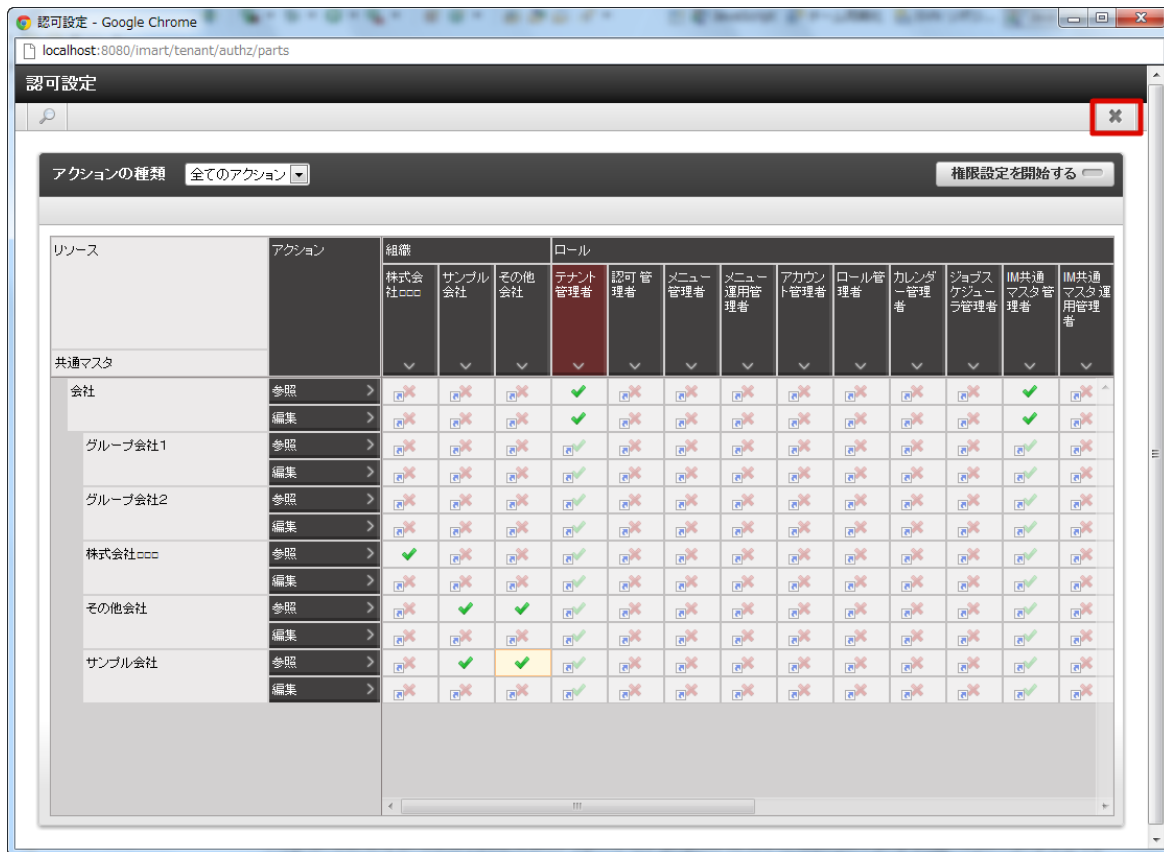 認可設定 - Google Chrome
localhost:8080/imart/tenant/authz/parts
認可設定
アクションの種類 全てのアクション 権限設定を開始する
リソース アクション 組織 ロール
株式会社□□□ サンプル会社 その他会社 テナント管理者 認可管理者 メニュー管理者 メニュー運用管理者 アカウント管理者 ロール管理者 カレンダー管理者 ジョブスケジューラ管理者 IM共通マスタ管理者 IM共通マスタ運用管理者
共通マスタ
会社 参照
編集
グループ会社1 参照
編集
グループ会社2 参照
編集
株式会社□□□ 参照
編集
その他会社 参照
編集
サンプル会社 参照
編集